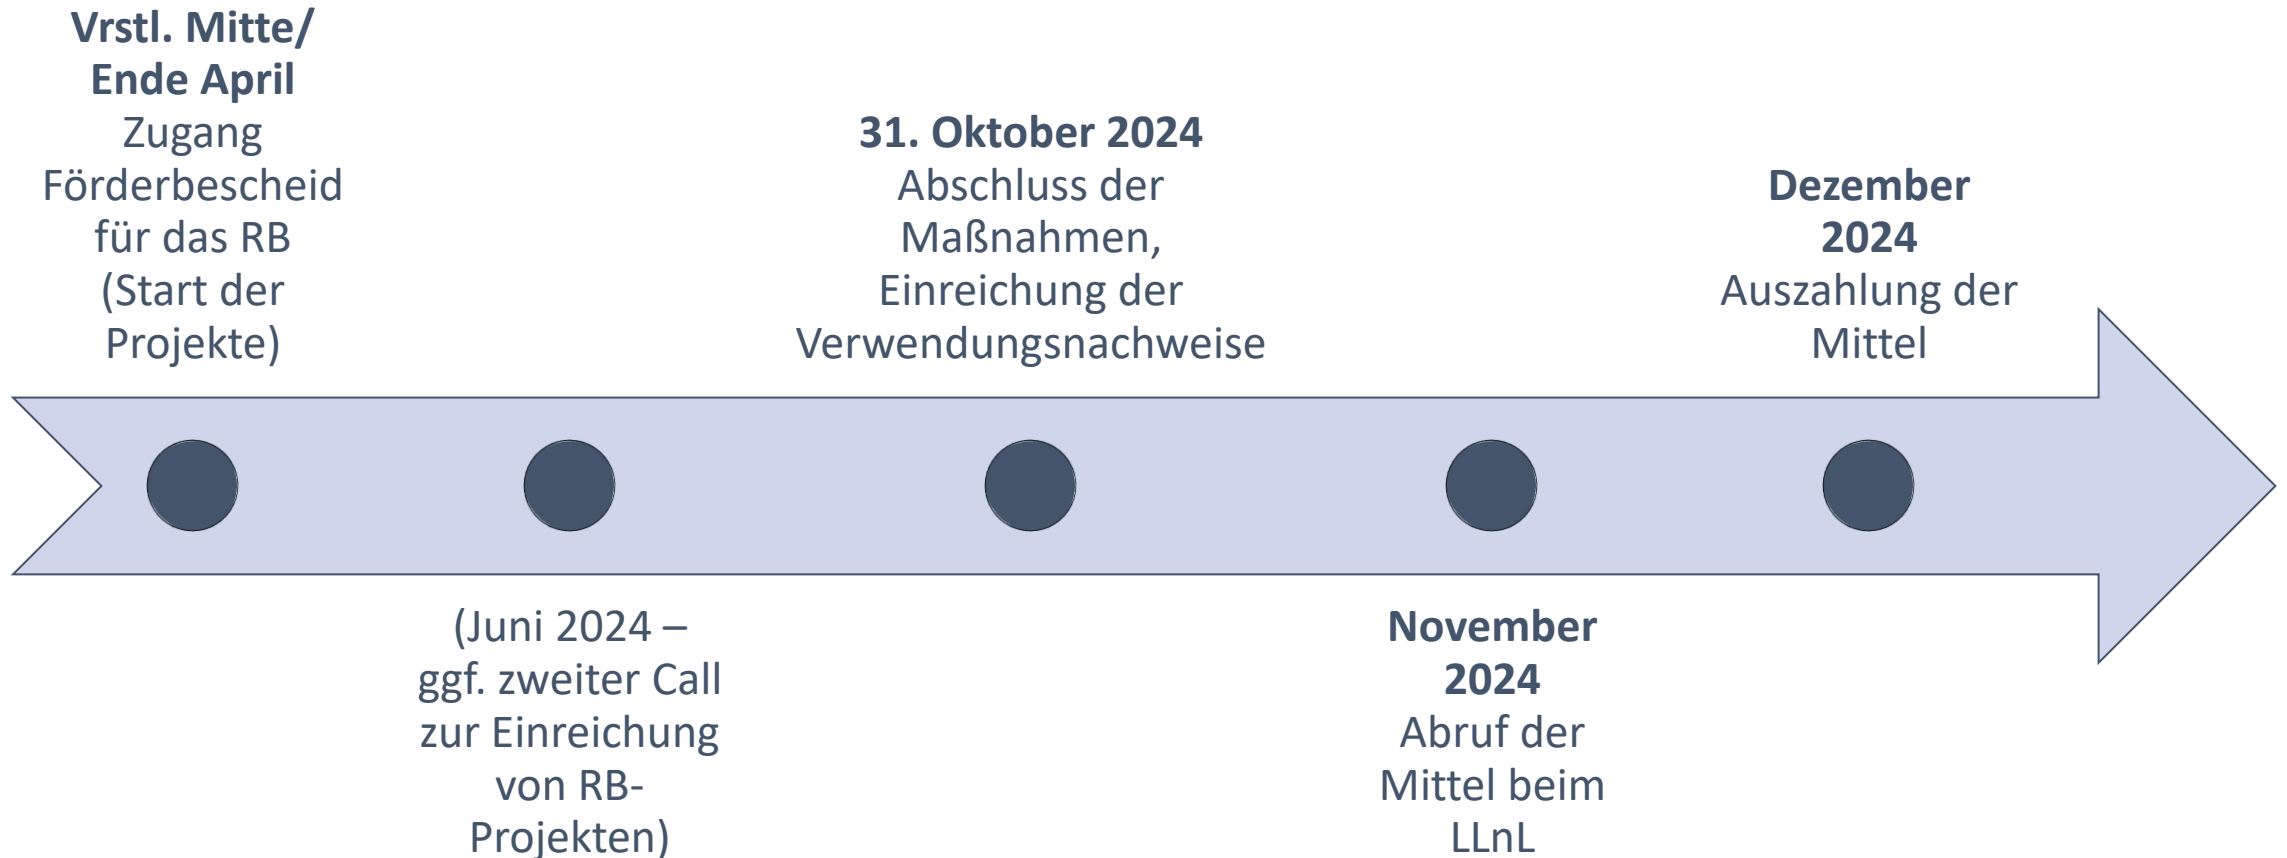 Vrstl. Mitte/
Ende April
Zugang
Förderbescheid
für das RB
(Start der
Projekte)
(Juni 2024 –
ggf. zweiter Call
zur Einreichung
von RB-
Projekten)
31. Oktober 2024
Abschluss der
Maßnahmen,
Einreichung der
Verwendungsnachweise
November
2024
Abruf der
Mittel beim
LLnL
Dezember
2024
Auszahlung der
Mittel